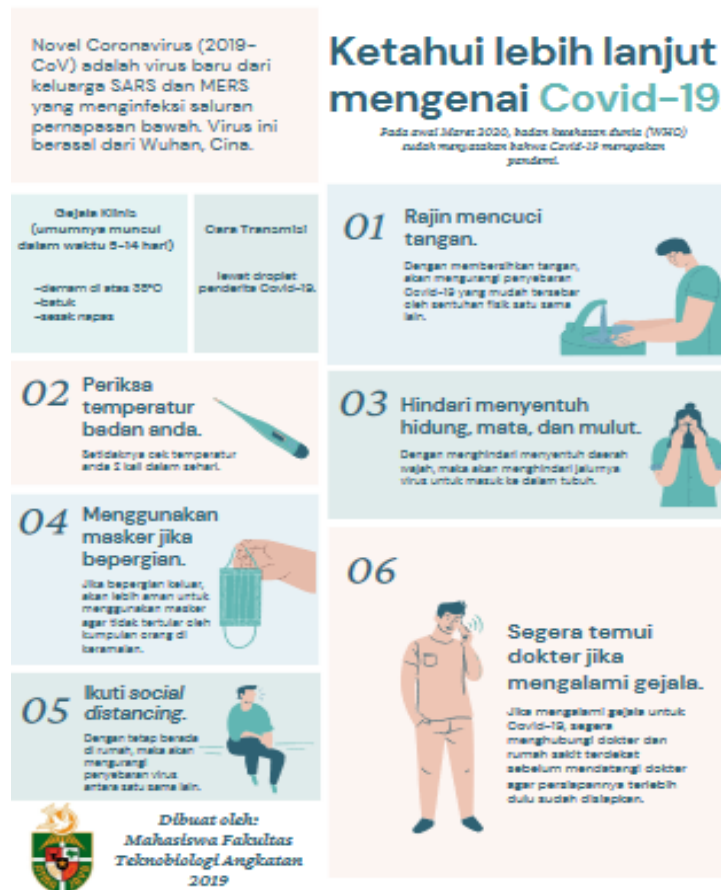 Novel Coronavirus (2019-
CoV) adalah virus baru dari
keluarga SARS dan MERS
yang menginfeksi saluran
pernapasan bawah. Virus ini
berasal dari Wuhan, Cina.
Ketahui lebih lanjut
mengenai Covid-19
Pada awal Maret 2020, badan kesehatan dunia (WHO)
sudah menyatakan bahwa Covid-19 merupakan
pandemi.
Gejala Klinis
(umumnya muncul
dalam waktu 5-14 hari)
-demam di atas 38°C
-batuk
-sesak napas
Cara Transmisi
lewat droplet
penderita Covid-19.
01
Rajin mencuci
tangan.
Dengan membersihkan tangan,
akan mengurangi penyebaran
Covid-19 yang mudah tersebar
oleh sentuhan fisik satu sama
lain.
02
Periksa
temperatur
badan anda.
Setidaknya cek temperatur
anda 2 kali dalam sehari.
03
Hindari menyentuh
hidung, mata, dan mulut.
Dengan menghindari menyentuh daerah
wajah, maka akan menghindari jalurnya
virus untuk masuk ke dalam tubuh.
04
Menggunakan
masker jika
bepergian.
Jika bepergian keluar,
akan lebih aman untuk
menggunakan masker
agar tidak tertular oleh
kumpulan orang di
keramaian.
05
Ikuti social
distancing.
Dengan tetap berada
di rumah, maka akan
mengurangi
penyebaran virus
antara satu sama lain.
06
Segera temui
dokter jika
mengalami gejala.
Jika mengalami gejala untuk
Covid-19, segera
menghubungi dokter dan
rumah sakit terdekat
sebelum mendatangi dokter
agar persiapannya terlebih
dulu sudah disiapkan.
Dibuat oleh:
Mahasiswa Fakultas
Teknobiologi Angkatan
2019